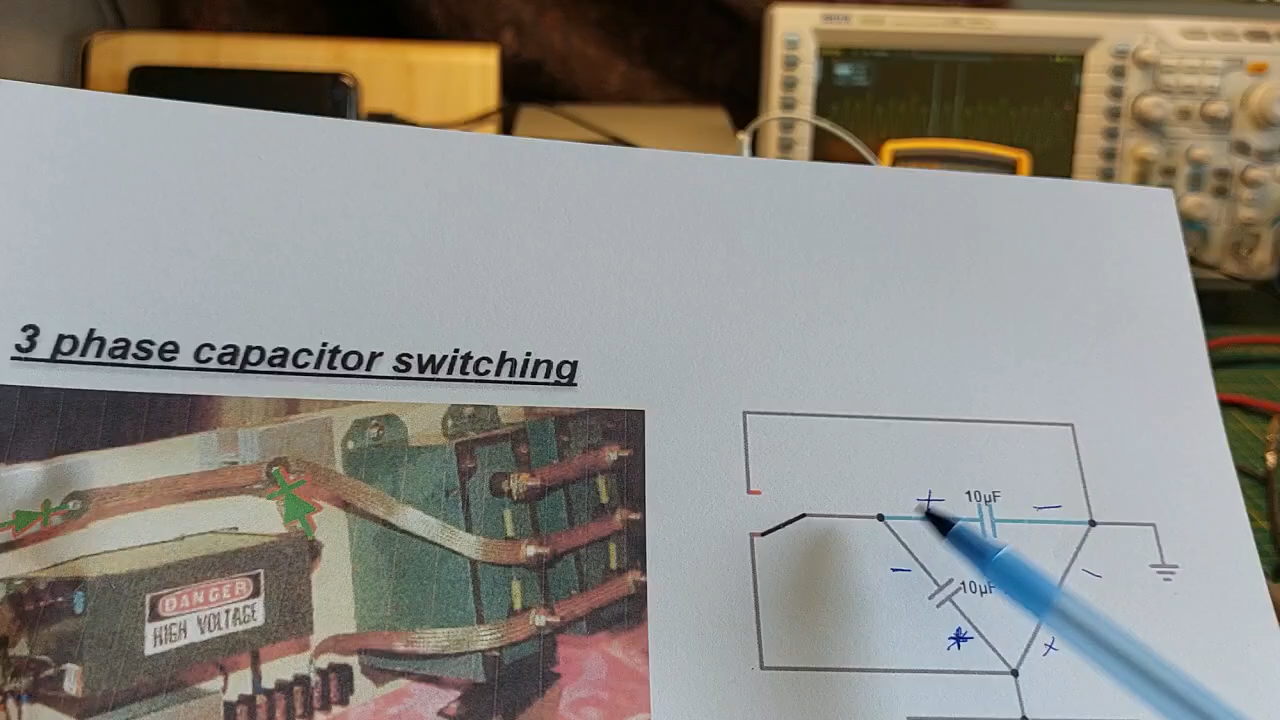 3 phase capacitor switching
DANGER
HIGH VOLTAGE
+
10µF
−
−
10µF
−
*
+